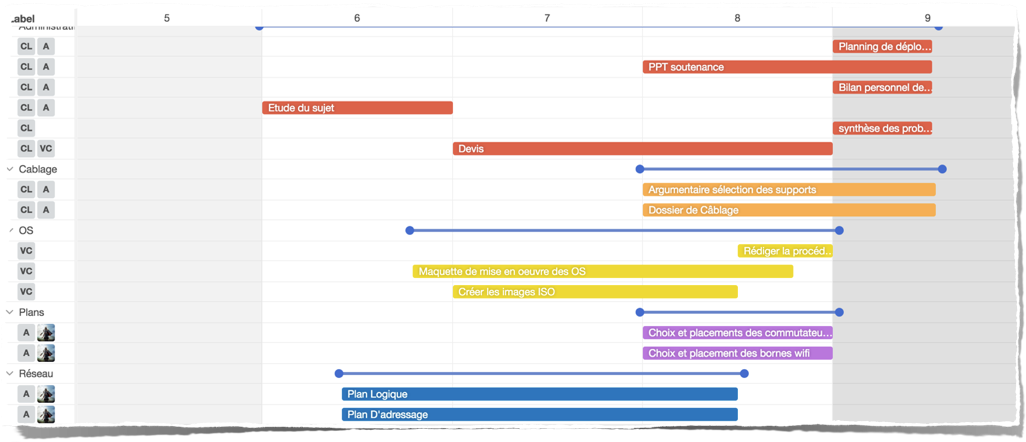 .abel 5 6 7 8 9
Administrati
CL A Planning de déplo...
CL A PPT soutenance
CL A Bilan personnel de...
CL A Etude du sujet
CL synthèse des prob...
CL VC Devis
Cablage
CL A Argumentaire sélection des supports
CL A Dossier de Câblage
OS
VC Rédiger la procéd...
VC Maquette de mise en oeuvre des OS
VC Créer les images ISO
Plans
A Choix et placements des commutateu...
A Choix et placement des bornes wifi
Réseau
A Plan Logique
A Plan D'adressage